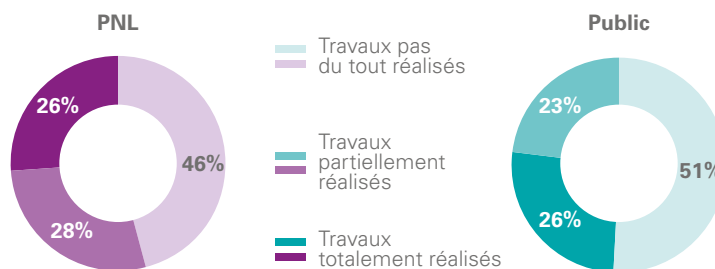 PNL
26%
46%
28%
Travaux pas
du tout réalisés
Travaux
partiellement
réalisés
Travaux
totalement réalisés
Public
23%
51%
26%